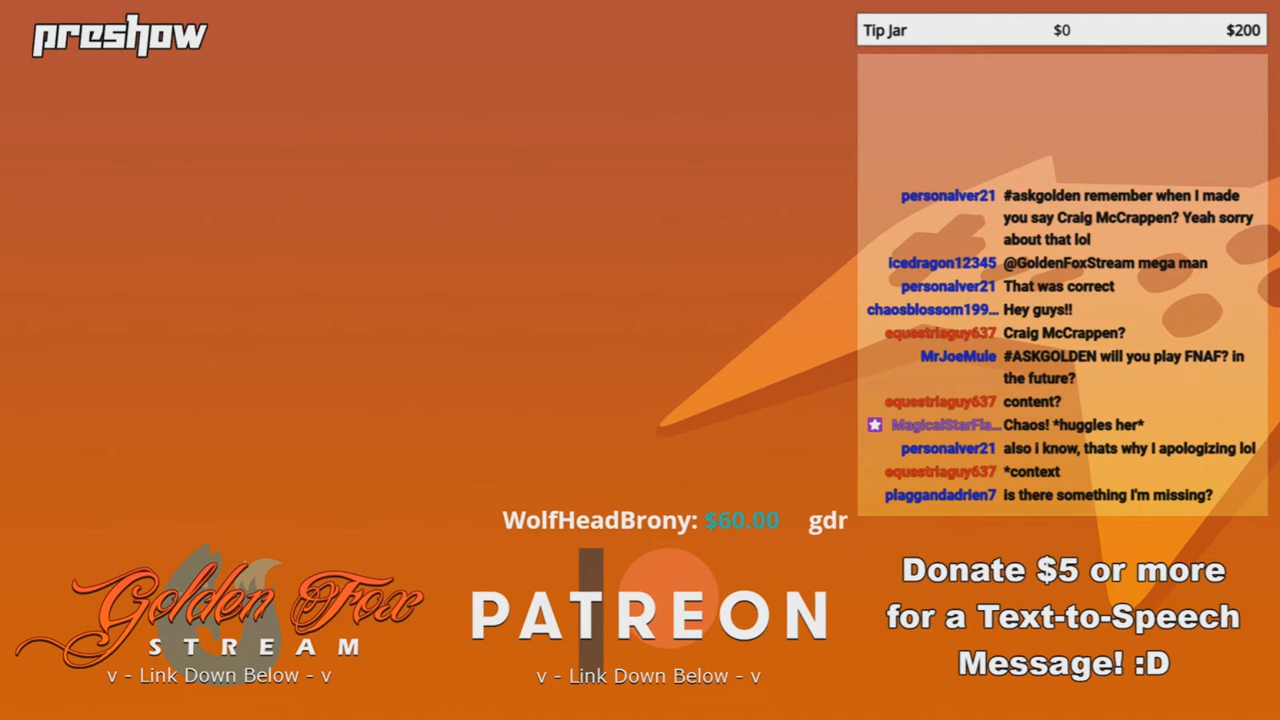 preshow
Tip Jar $0 $200
personalver21 #askgolden remember when I made
you say Craig McCrappen? Yeah sorry
about that lol
icedragon12345 @GoldenFoxStream mega man
personalver21 That was correct
chaosblossom199... Hey guys!!
equestriaguy637 Craig McCrappen?
MrJoeMule #ASKGOLDEN will you play FNAF? in
the future?
equestriaguy637 content?
MagicalStarFla... Chaos! *huggles her*
personalver21 also i know, thats why I apologizing lol
equestriaguy637 *context
plaggandadrien7 is there something I'm missing?
WolfHeadBrony: $60.00 gdr
Golden Fox
STREAM
v - Link Down Below - v
PATREON
v - Link Down Below - v
Donate $5 or more
for a Text-to-Speech
Message! :D